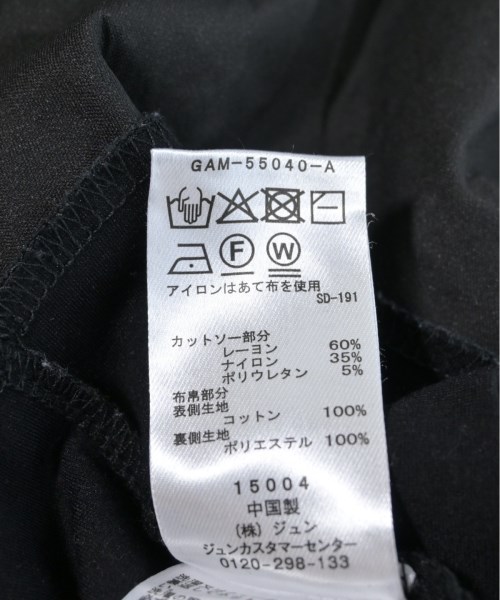 GAM-55040-A
F W
アイロンはあて布を使用
SD-191
カットソー部分
レーヨン 60%
ナイロン 35%
ポリウレタン 5%
布帛部分
表側生地
コットン 100%
裏側生地
ポリエステル 100%
15004
中国製
(株)ジュン
ジュンカスタマーセンター
0120-298-133